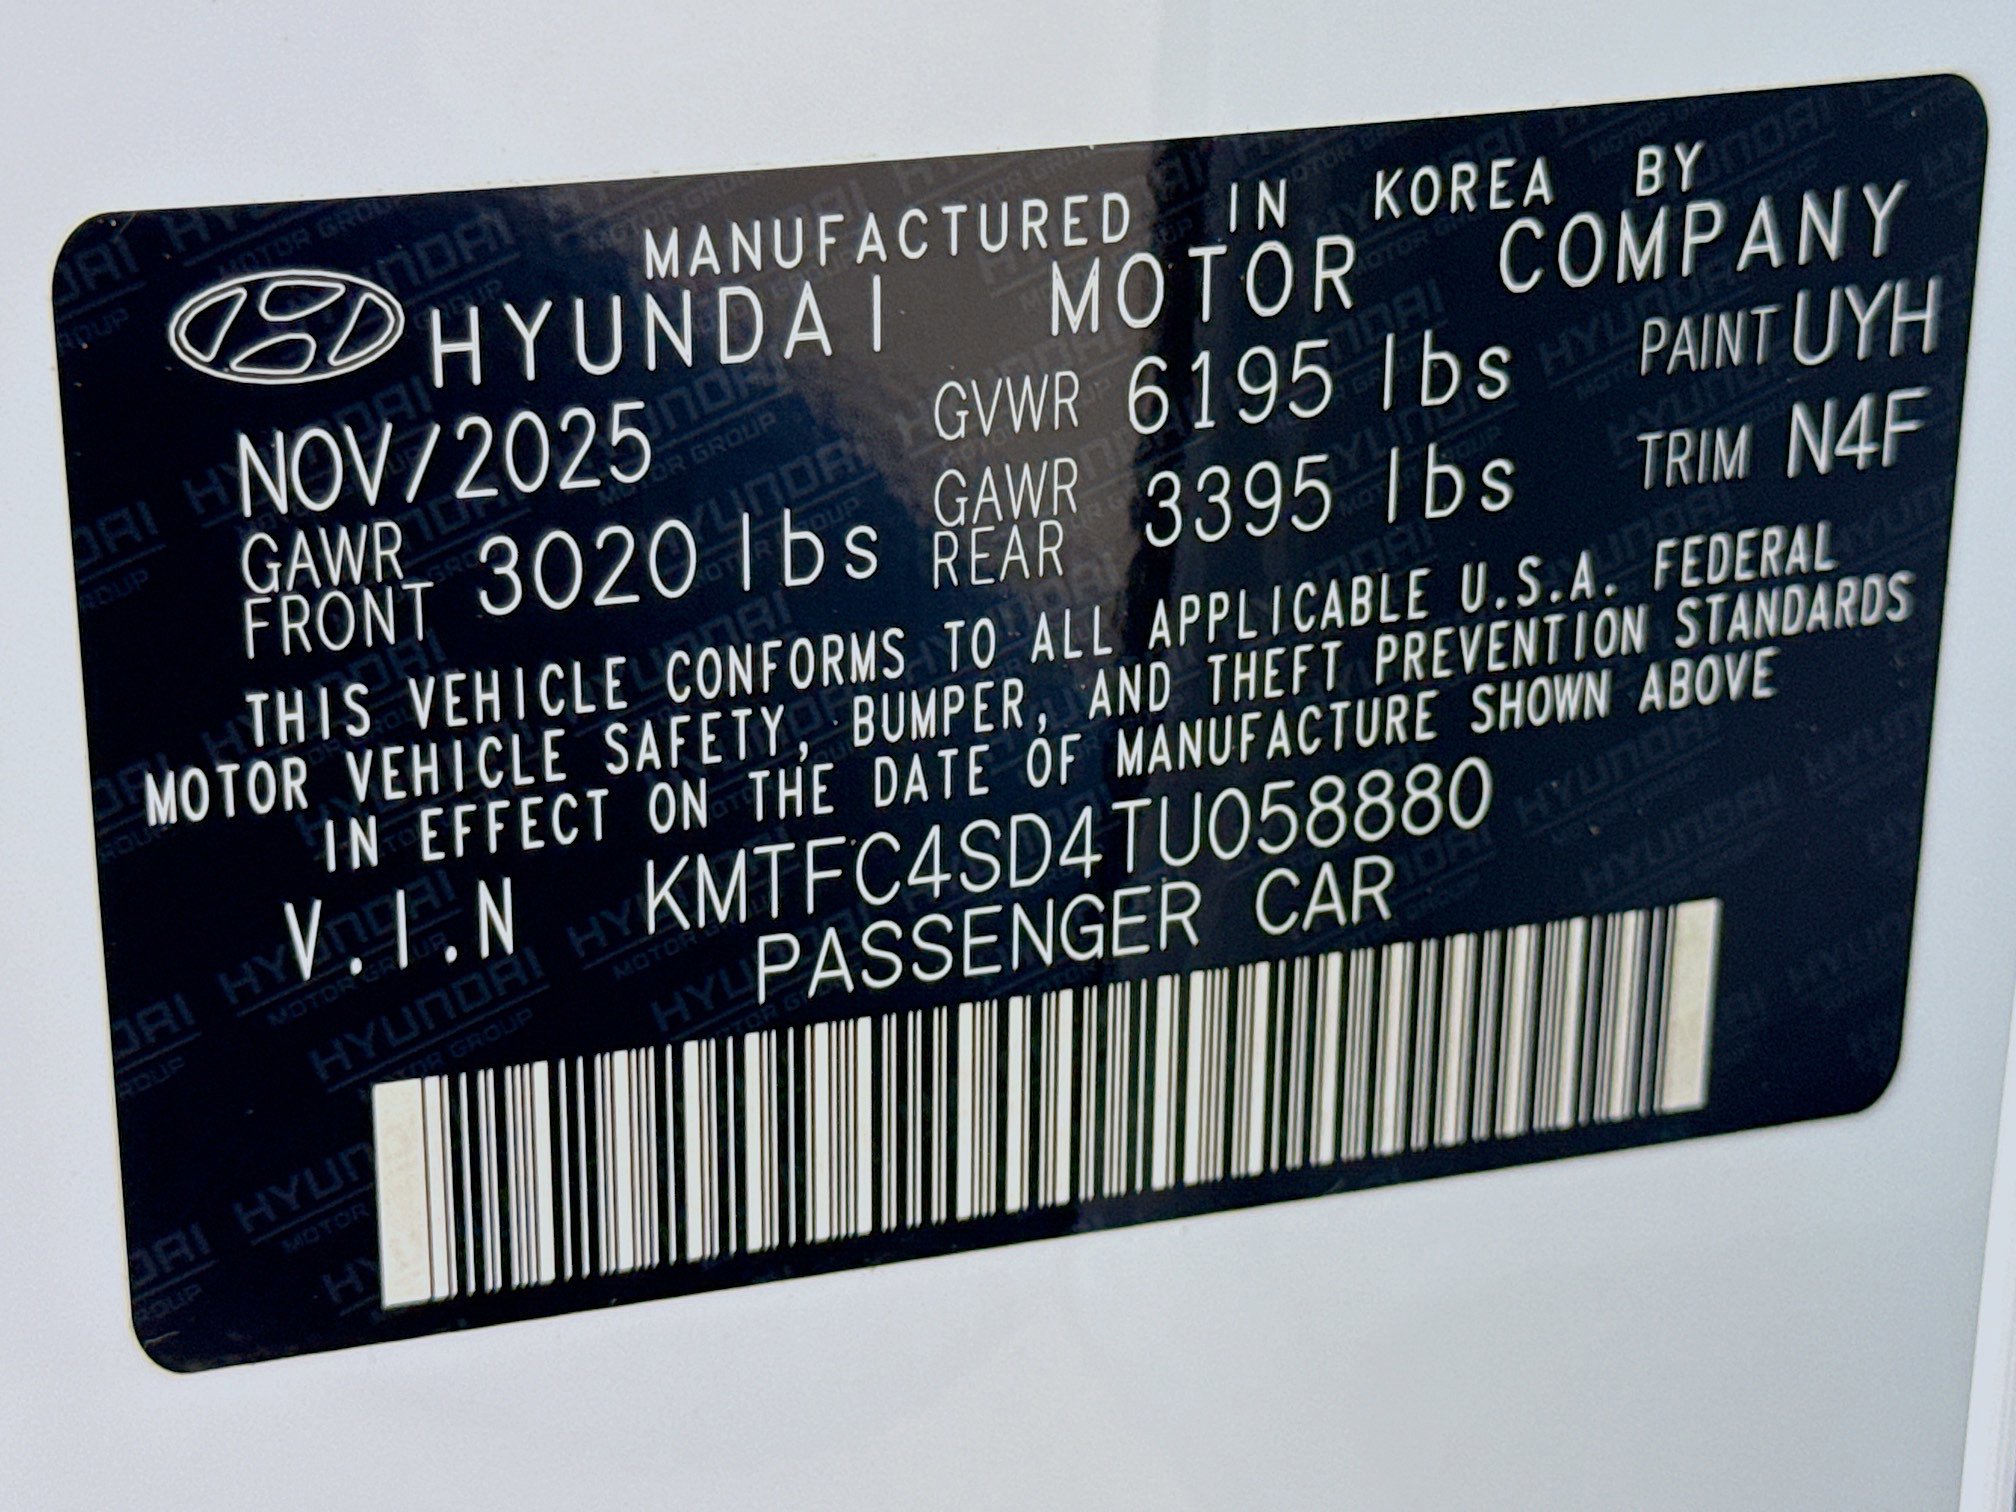 MANUFACTURED IN KOREA BY
HYUNDAI MOTOR COMPANY
NOV/2025 GVWR 6195 lbs PAINT UYH
GAWR FRONT 3020 lbs GAWR REAR 3395 lbs TRIM N4F
THIS VEHICLE CONFORMS TO ALL APPLICABLE U.S.A. FEDERAL
MOTOR VEHICLE SAFETY, BUMPER, AND THEFT PREVENTION STANDARDS
IN EFFECT ON THE DATE OF MANUFACTURE SHOWN ABOVE
V.I.N KMTFC4SD4TU058880
PASSENGER CAR